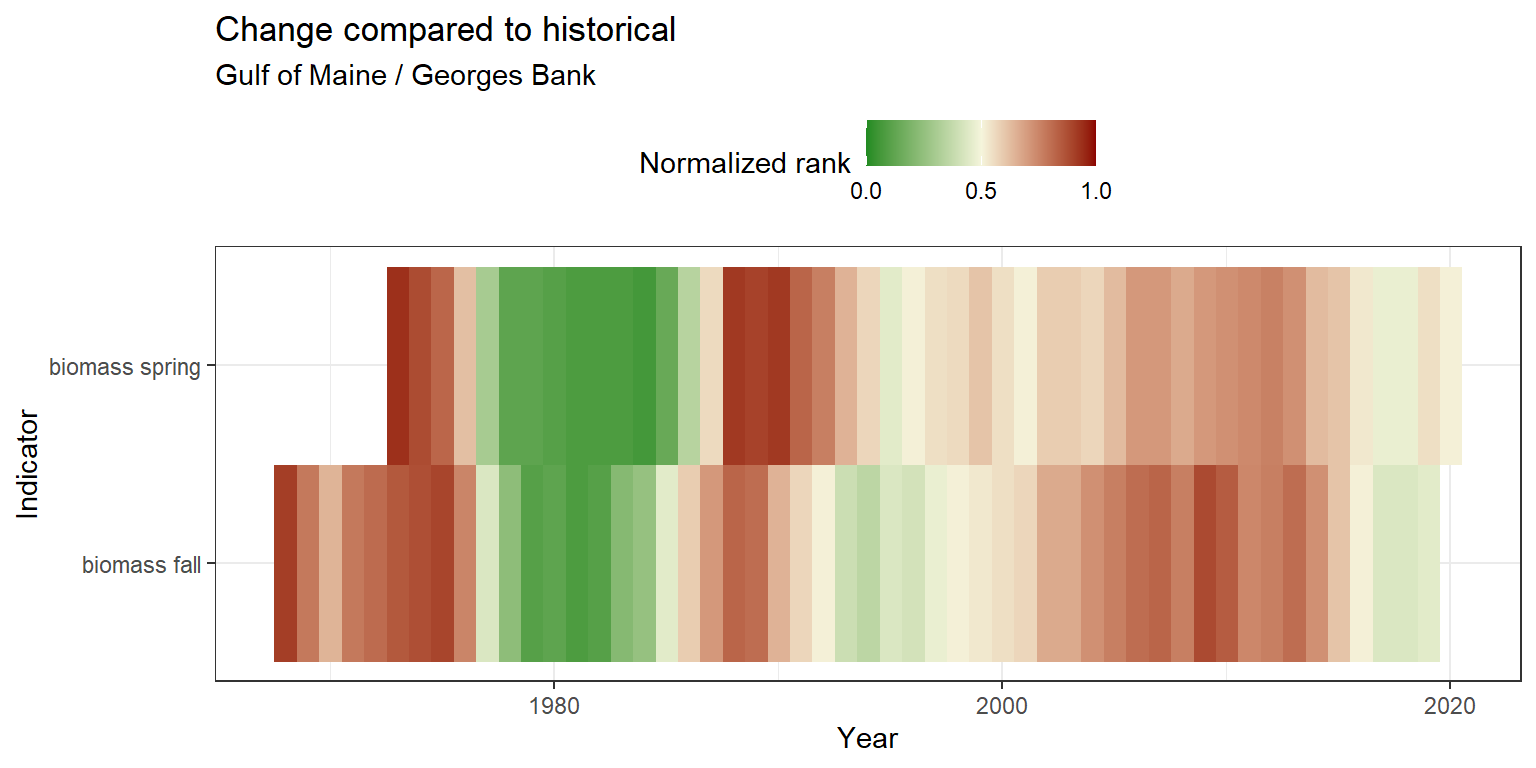 Change compared to historical
Gulf of Maine / Georges Bank
Normalized rank
0.0 0.5 1.0
Indicator
biomass spring
biomass fall
1980 2000 2020
Year